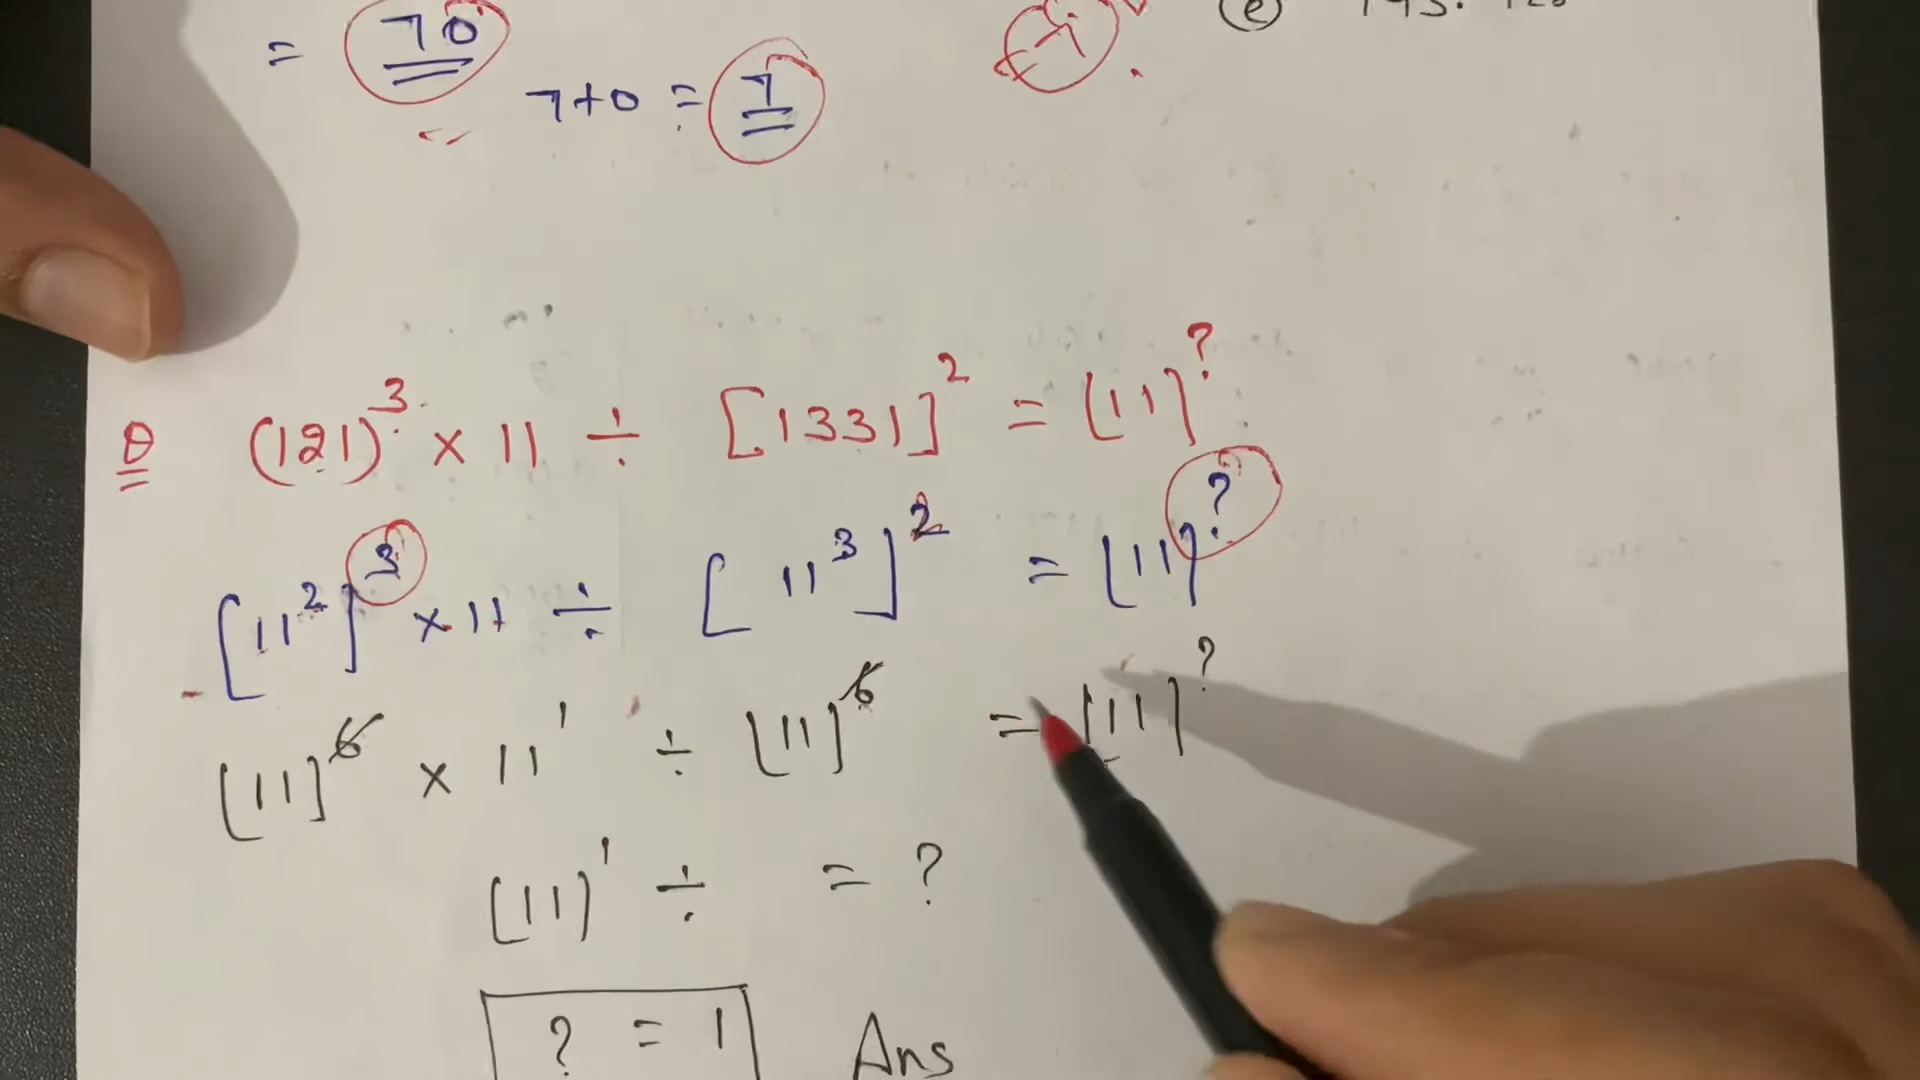 = 70
7+0 = 7
Q (121)^3 × 11 ÷ [1331]^2 = [11]^?
[11^2]^3 × 11 ÷ [11^3]^2 = [11]^?
[11]^6 × 11^1 ÷ [11]^6 = [11]^?
(11)^1 ÷ = ?
? = 1 Ans